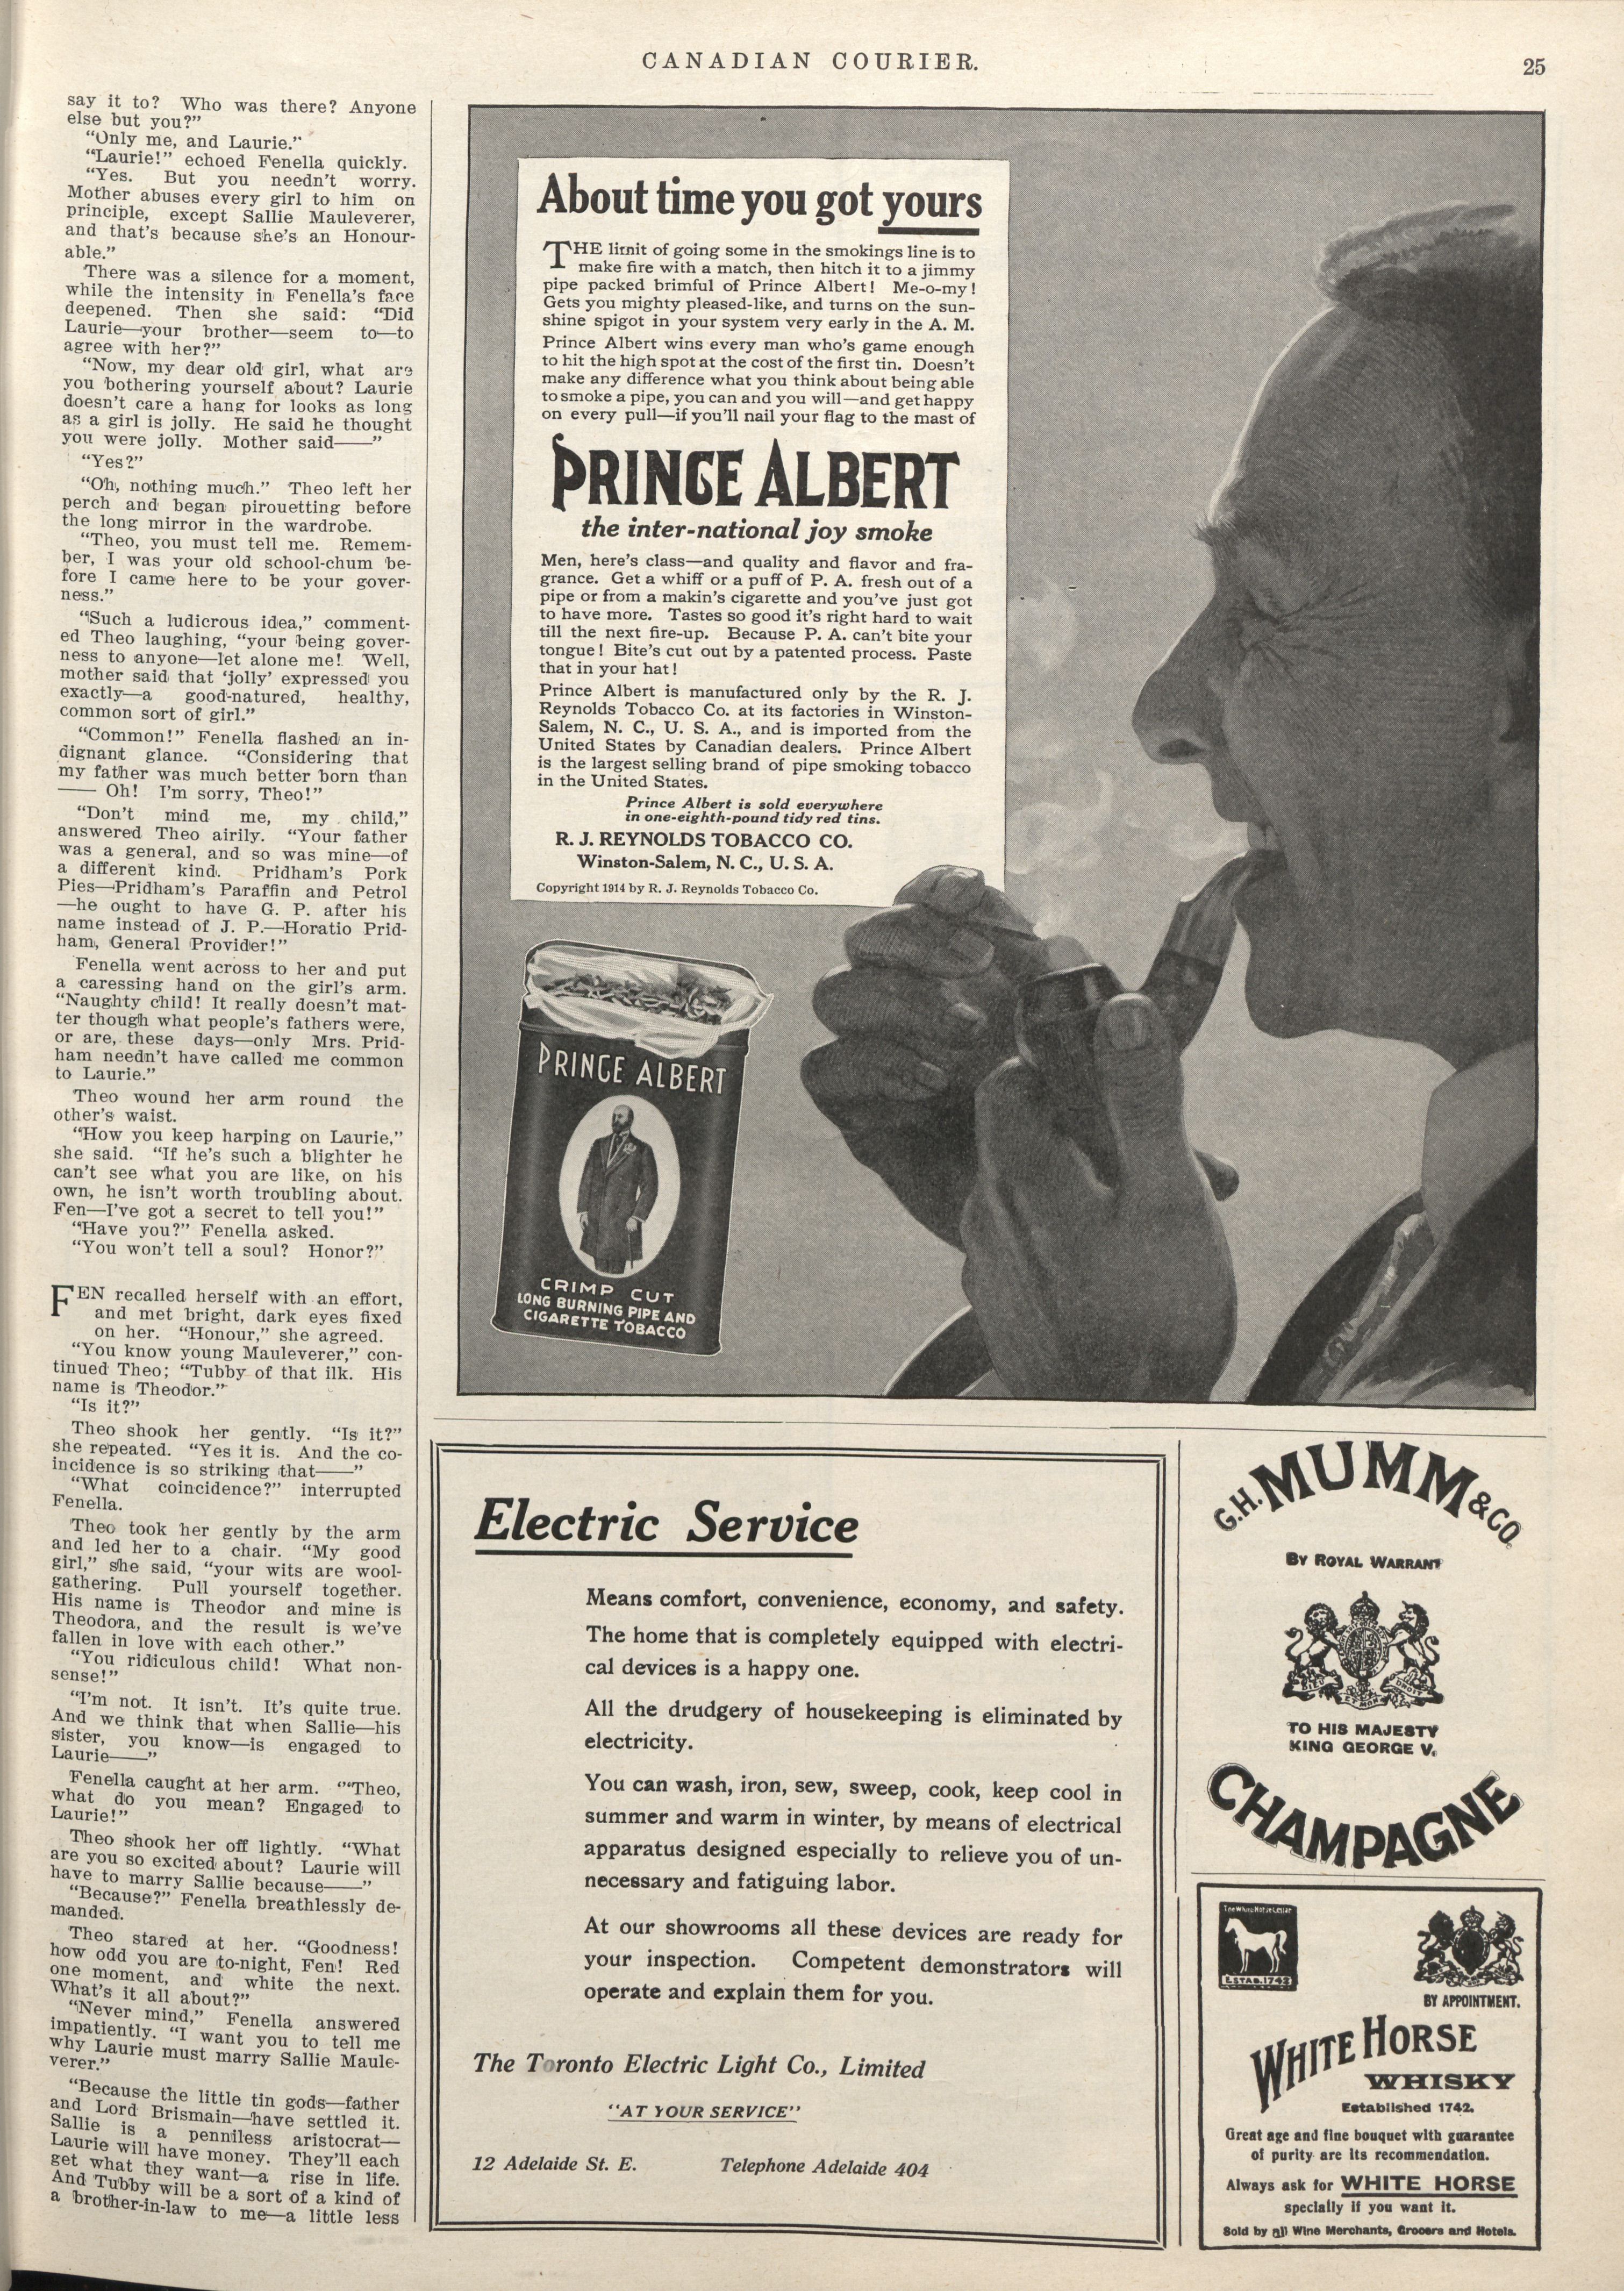 CANADIAN COURIER.
25
say it to? Who was there? Anyone
else but you?"
"Only me, and Laurie."
"Laurie!" echoed Fenella quickly.
"Yes. But you needn't worry.
Mother abuses every girl to him on
principle, except Sallie Mauleverer,
and that's because she's an Honour-
able."
There was a silence for a moment,
while the intensity in Fenella's face
deepened. Then she said: "Did
Laurie—your brother—seem to—to
agree with her?"
"Now, my dear old girl, what are
you bothering yourself about? Laurie
doesn't care a hang for looks as long
as a girl is jolly. He said he thought
you were jolly. Mother said——"
"Yes?"
"Oh, nothing much." Theo left her
perch and began pirouetting before
the long mirror in the wardrobe.
"Theo, you must tell me. Remem-
ber, I was your old school-chum be-
fore I came here to be your gover-
ness."
"Such a ludicrous idea," comment-
ed Theo laughing, "your being gover-
ness to anyone—let alone me! Well,
mother said that 'jolly' expressed you
exactly—a good-natured, healthy,
common sort of girl."
"Common!" Fenella flashed an in-
dignant glance. "Considering that
my father was much better born than
—— Oh! I'm sorry, Theo!"
"Don't mind me, my child,"
answered Theo airily. "Your father
was a general, and so was mine—of
a different kind. Pridham's Pork
Pies—Pridham's Paraffin and Petrol
—he ought to have G. P. after his
name instead of J. P.—Horatio Prid-
ham, General Provider!"
Fenella went across to her and put
a caressing hand on the girl's arm.
"Naughty child! It really doesn't mat-
ter though what people's fathers were,
or are, these days—only Mrs. Prid-
ham needn't have called me common
to Laurie."
Theo wound her arm round the
other's waist.
"How you keep harping on Laurie,"
she said. "If he's such a blighter he
can't see what you are like, on his
own, he isn't worth troubling about.
Fen—I've got a secret to tell you!"
"Have you?" Fenella asked.
"You won't tell a soul? Honor?"
FEN recalled herself with an effort,
and met bright, dark eyes fixed
on her. "Honour," she agreed.
"You know young Mauleverer," con-
tinued Theo; "Tubby of that ilk. His
name is Theodor."
"Is it?"
Theo shook her gently. "Is it?"
she repeated. "Yes it is. And the co-
incidence is so striking that——"
"What coincidence?" interrupted
Fenella.
Theo took her gently by the arm
and led her to a chair. "My good
girl," she said, "your wits are wool-
gathering. Pull yourself together.
His name is Theodor and mine is
Theodora, and the result is we've
fallen in love with each other."
"You ridiculous child! What non-
sense!"
"I'm not. It isn't. It's quite true.
And we think that when Sallie—his
sister, you know—is engaged to
Laurie——"
Fenella caught at her arm. "'Theo,
what do you mean? Engaged to
Laurie!"
Theo shook her off lightly. "What
are you so excited about? Laurie will
have to marry Sallie because——"
"Because?" Fenella breathlessly de-
manded.
Theo stared at her. "Goodness!
how odd you are to-night, Fen! Red
one moment, and white the next.
What's it all about?"
"Never mind," Fenella answered
impatiently. "I want you to tell me
why Laurie must marry Sallie Maule-
verer."
"Because the little tin gods—father
and Lord Brismain—have settled it.
Sallie is a penniless aristocrat—
Laurie will have money. They'll each
get what they want—a rise in life.
And Tubby will be a sort of a kind of
a brother-in-law to me—a little less
About time you got yours
THE limit of going some in the smokings line is to
make fire with a match, then hitch it to a jimmy
pipe packed brimful of Prince Albert! Me-o-my!
Gets you mighty pleased-like, and turns on the sun-
shine spigot in your system very early in the A. M.
Prince Albert wins every man who's game enough
to hit the high spot at the cost of the first tin. Doesn't
make any difference what you think about being able
to smoke a pipe, you can and you will—and get happy
on every pull—if you'll nail your flag to the mast of
PRINCE ALBERT
the inter-national joy smoke
Men, here's class—and quality and flavor and fra-
grance. Get a whiff or a puff of P. A. fresh out of a
pipe or from a makin's cigarette and you've just got
to have more. Tastes so good it's right hard to wait
till the next fire-up. Because P. A. can't bite your
tongue! Bite's cut out by a patented process. Paste
that in your hat!
Prince Albert is manufactured only by the R. J.
Reynolds Tobacco Co. at its factories in Winston-
Salem, N. C., U. S. A., and is imported from the
United States by Canadian dealers. Prince Albert
is the largest selling brand of pipe smoking tobacco
in the United States.
Prince Albert is sold everywhere
in one-eighth-pound tidy red tins.
R. J. REYNOLDS TOBACCO CO.
Winston-Salem, N. C., U. S. A.
Copyright 1914 by R. J. Reynolds Tobacco Co.
PRINCE ALBERT
CRIMP CUT
LONG BURNING PIPE AND
CIGARETTE TOBACCO
Electric Service
Means comfort, convenience, economy, and safety.
The home that is completely equipped with electri-
cal devices is a happy one.
All the drudgery of housekeeping is eliminated by
electricity.
You can wash, iron, sew, sweep, cook, keep cool in
summer and warm in winter, by means of electrical
apparatus designed especially to relieve you of un-
necessary and fatiguing labor.
At our showrooms all these devices are ready for
your inspection. Competent demonstrators will
operate and explain them for you.
The Toronto Electric Light Co., Limited
"AT YOUR SERVICE"
12 Adelaide St. E. Telephone Adelaide 404
G.H. MUMM & CO.
BY ROYAL WARRANT
DIEU ET MON DROIT
TO HIS MAJESTY
KING GEORGE V.
CHAMPAGNE
The White Horse Cellar
ESTAB. 1742
BY APPOINTMENT.
WHITE HORSE
WHISKY
Established 1742.
Great age and fine bouquet with guarantee
of purity are its recommendation.
Always ask for WHITE HORSE
specially if you want it.
Sold by all Wine Merchants, Grocers and Hotels.